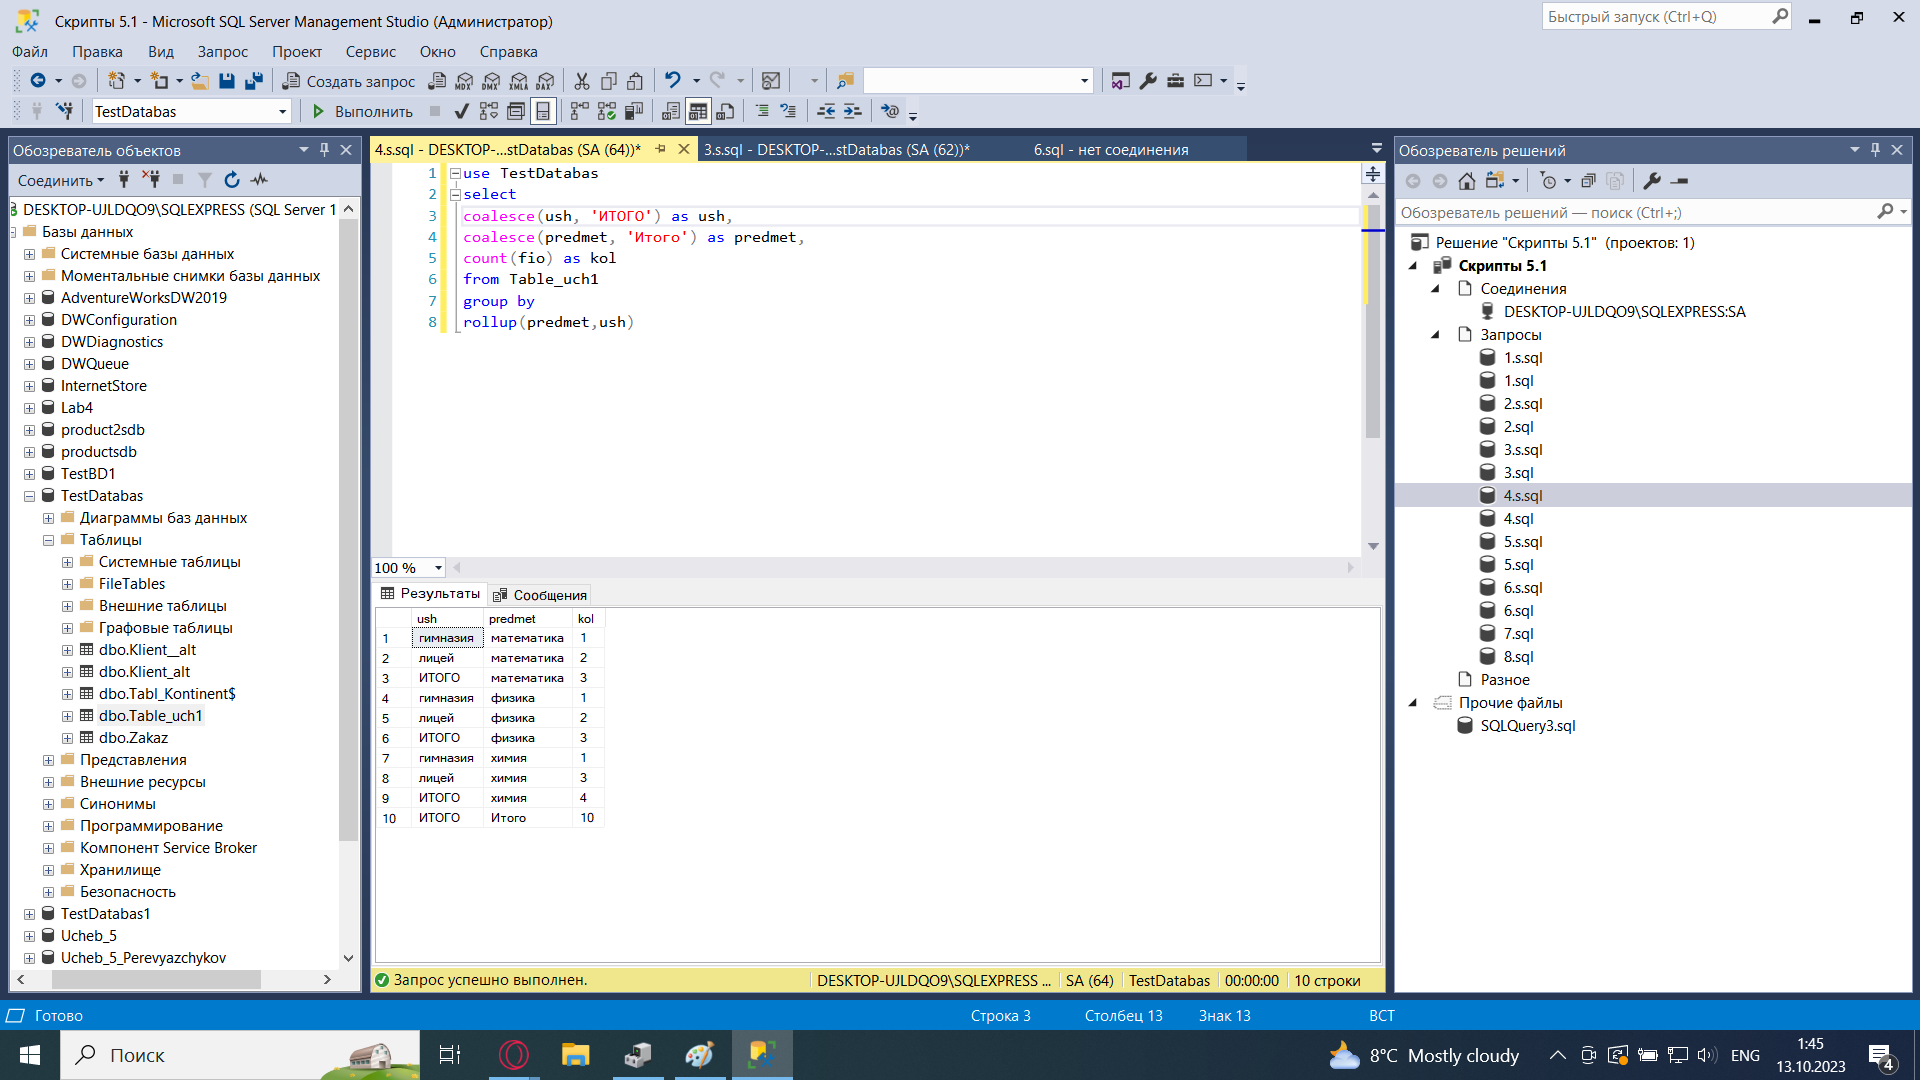 Скрипты 5.1 - Microsoft SQL Server Management Studio (Администратор)
Быстрый запуск (Ctrl+Q)
Файл Правка Вид Запрос Проект Сервис Окно Справка
Создать запрос MDX DMX XMLA DAX
TestDatabas Выполнить
Обозреватель объектов
Соединить
DESKTOP-UJLDQO9\SQLEXPRESS (SQL Server 1
Базы данных
Системные базы данных
Моментальные снимки базы данных
AdventureWorksDW2019
DWConfiguration
DWDiagnostics
DWQueue
InternetStore
Lab4
product2sdb
productsdb
TestBD1
TestDatabas
Диаграммы баз данных
Таблицы
Системные таблицы
FileTables
Внешние таблицы
Графовые таблицы
dbo.Klient__alt
dbo.Klient_alt
dbo.Tabl_Kontinent$
dbo.Table_uch1
dbo.Zakaz
Представления
Внешние ресурсы
Синонимы
Программирование
Компонент Service Broker
Хранилище
Безопасность
TestDatabas1
Ucheb_5
Ucheb_5_Perevyazchykov
4.s.sql - DESKTOP-...stDatabas (SA (64))* 3.s.sql - DESKTOP-...stDatabas (SA (62))* 6.sql - нет соединения
1 use TestDatabas
2 select
3 coalesce(ush, 'ИТОГО') as ush,
4 coalesce(predmet, 'Итого') as predmet,
5 count(fio) as kol
6 from Table_uch1
7 group by
8 rollup(predmet,ush)
100 %
Результаты Сообщения
ush predmet kol
1 гимназия математика 1
2 лицей математика 2
3 ИТОГО математика 3
4 гимназия физика 1
5 лицей физика 2
6 ИТОГО физика 3
7 гимназия химия 1
8 лицей химия 3
9 ИТОГО химия 4
10 ИТОГО Итого 10
Запрос успешно выполнен. DESKTOP-UJLDQO9\SQLEXPRESS ... SA (64) TestDatabas 00:00:00 10 строки
Обозреватель решений
Обозреватель решений — поиск (Ctrl+;)
Решение "Скрипты 5.1" (проектов: 1)
Скрипты 5.1
Соединения
DESKTOP-UJLDQO9\SQLEXPRESS:SA
Запросы
1.s.sql
1.sql
2.s.sql
2.sql
3.s.sql
3.sql
4.s.sql
4.sql
5.s.sql
5.sql
6.s.sql
6.sql
7.sql
8.sql
Разное
Прочие файлы
SQLQuery3.sql
Готово Строка 3 Столбец 13 Знак 13 ВСТ
Поиск 8°C Mostly cloudy ENG 1:45
13.10.2023 4